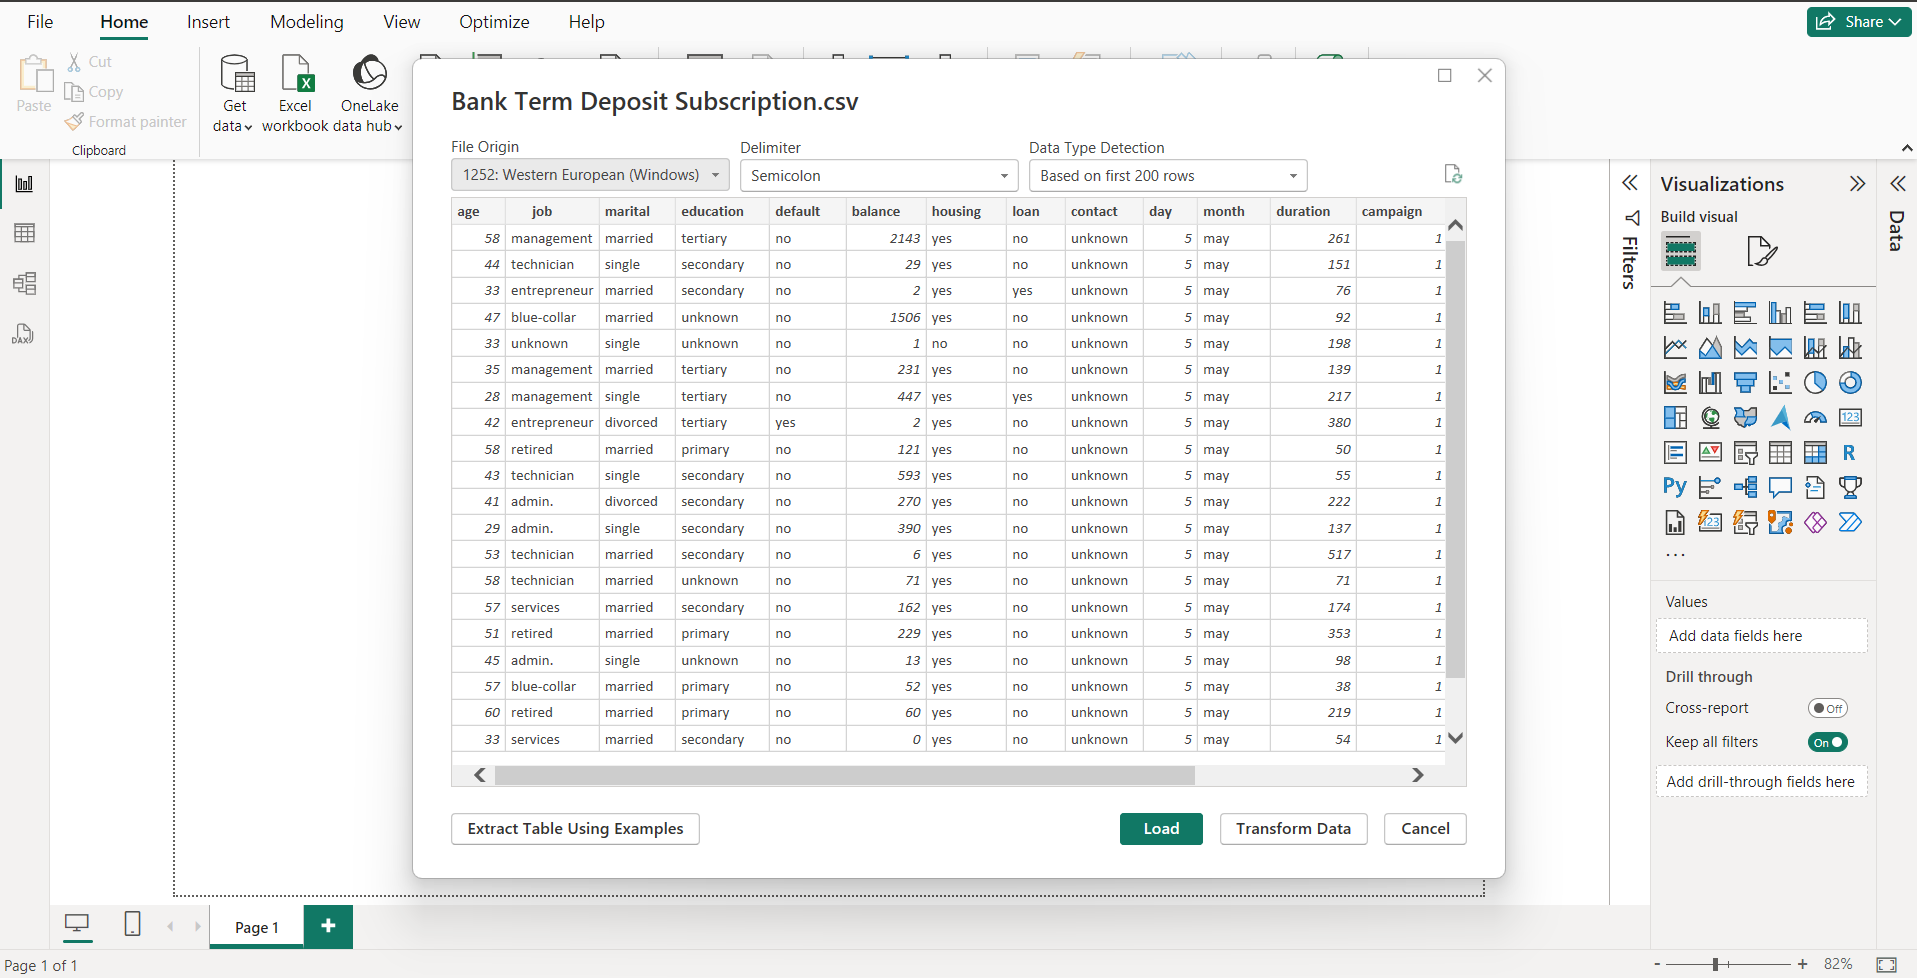 File Home Insert Modeling View Optimize Help Share
Paste
Cut
Copy
Format painter
Clipboard
Get data
Excel workbook
OneLake data hub
Bank Term Deposit Subscription.csv
File Origin Delimiter Data Type Detection
1252: Western European (Windows) Semicolon Based on first 200 rows
age job marital education default balance housing loan contact day month duration campaign
58 management married tertiary no 2143 yes no unknown 5 may 261 1
44 technician single secondary no 29 yes no unknown 5 may 151 1
33 entrepreneur married secondary no 2 yes yes unknown 5 may 76 1
47 blue-collar married unknown no 1506 yes no unknown 5 may 92 1
33 unknown single unknown no 1 no no unknown 5 may 198 1
35 management married tertiary no 231 yes no unknown 5 may 139 1
28 management single tertiary no 447 yes yes unknown 5 may 217 1
42 entrepreneur divorced tertiary yes 2 yes no unknown 5 may 380 1
58 retired married primary no 121 yes no unknown 5 may 50 1
43 technician single secondary no 593 yes no unknown 5 may 55 1
41 admin. divorced secondary no 270 yes no unknown 5 may 222 1
29 admin. single secondary no 390 yes no unknown 5 may 137 1
53 technician married secondary no 6 yes no unknown 5 may 517 1
58 technician married unknown no 71 yes no unknown 5 may 71 1
57 services married secondary no 162 yes no unknown 5 may 174 1
51 retired married primary no 229 yes no unknown 5 may 353 1
45 admin. single unknown no 13 yes no unknown 5 may 98 1
57 blue-collar married primary no 52 yes no unknown 5 may 38 1
60 retired married primary no 60 yes no unknown 5 may 219 1
33 services married secondary no 0 yes no unknown 5 may 54 1
Extract Table Using Examples Load Transform Data Cancel
Filters
Visualizations
Build visual
123
R
Py
123
...
Values
Add data fields here
Drill through
Cross-report Off
Keep all filters On
Add drill-through fields here
Data
DAX
Page 1 +
Page 1 of 1
- + 82%